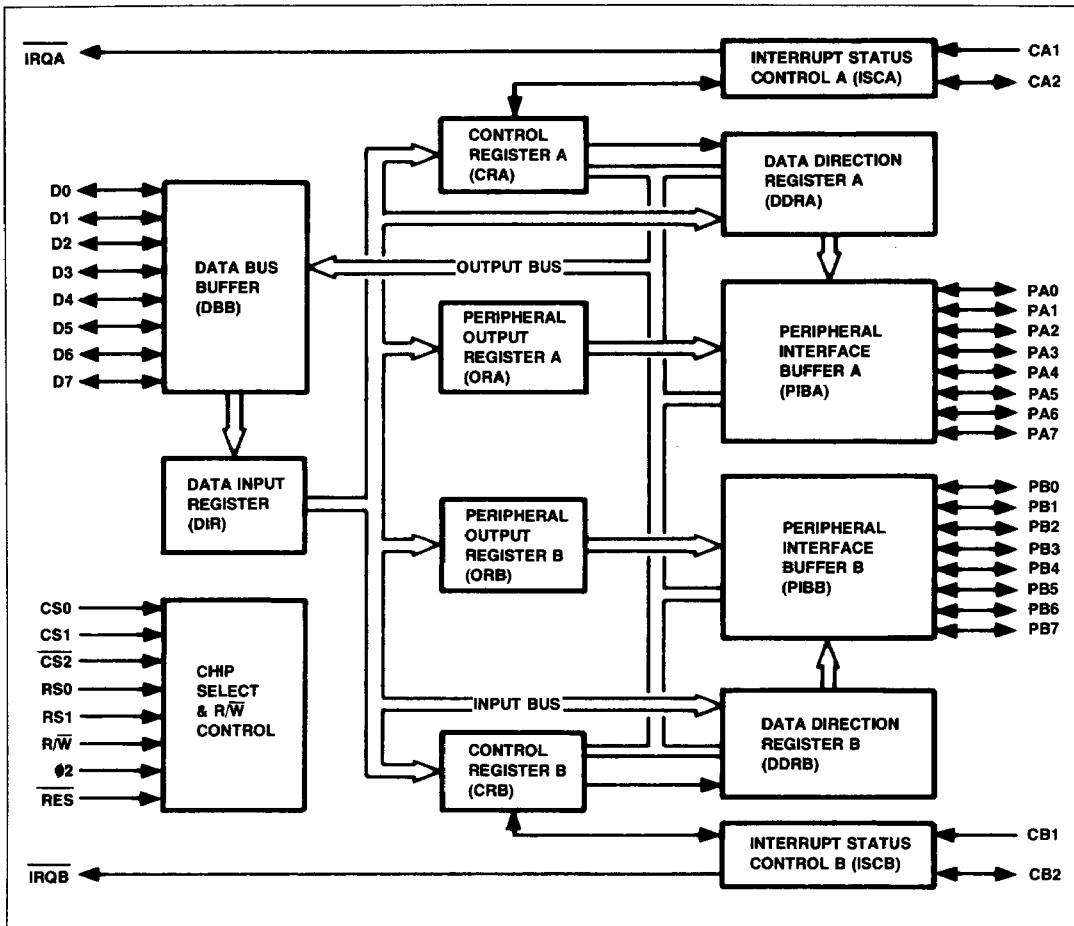 IRQA
INTERRUPT STATUS
CONTROL A (ISCA)
CA1
CA2
CONTROL
REGISTER A
(CRA)
DATA DIRECTION
REGISTER A
(DDRA)
D0
D1
D2
D3
D4
D5
D6
D7
DATA BUS
BUFFER
(DBB)
OUTPUT BUS
PERIPHERAL
OUTPUT
REGISTER A
(ORA)
PERIPHERAL
INTERFACE
BUFFER A
(PIBA)
PA0
PA1
PA2
PA3
PA4
PA5
PA6
PA7
DATA INPUT
REGISTER
(DIR)
PERIPHERAL
OUTPUT
REGISTER B
(ORB)
PERIPHERAL
INTERFACE
BUFFER B
(PIBB)
PB0
PB1
PB2
PB3
PB4
PB5
PB6
PB7
CS0
CS1
CS2
RS0
RS1
R/W
φ2
RES
CHIP
SELECT
& R/W
CONTROL
INPUT BUS
CONTROL
REGISTER B
(CRB)
DATA DIRECTION
REGISTER B
(DDRB)
IRQB
INTERRUPT STATUS
CONTROL B (ISCB)
CB1
CB2